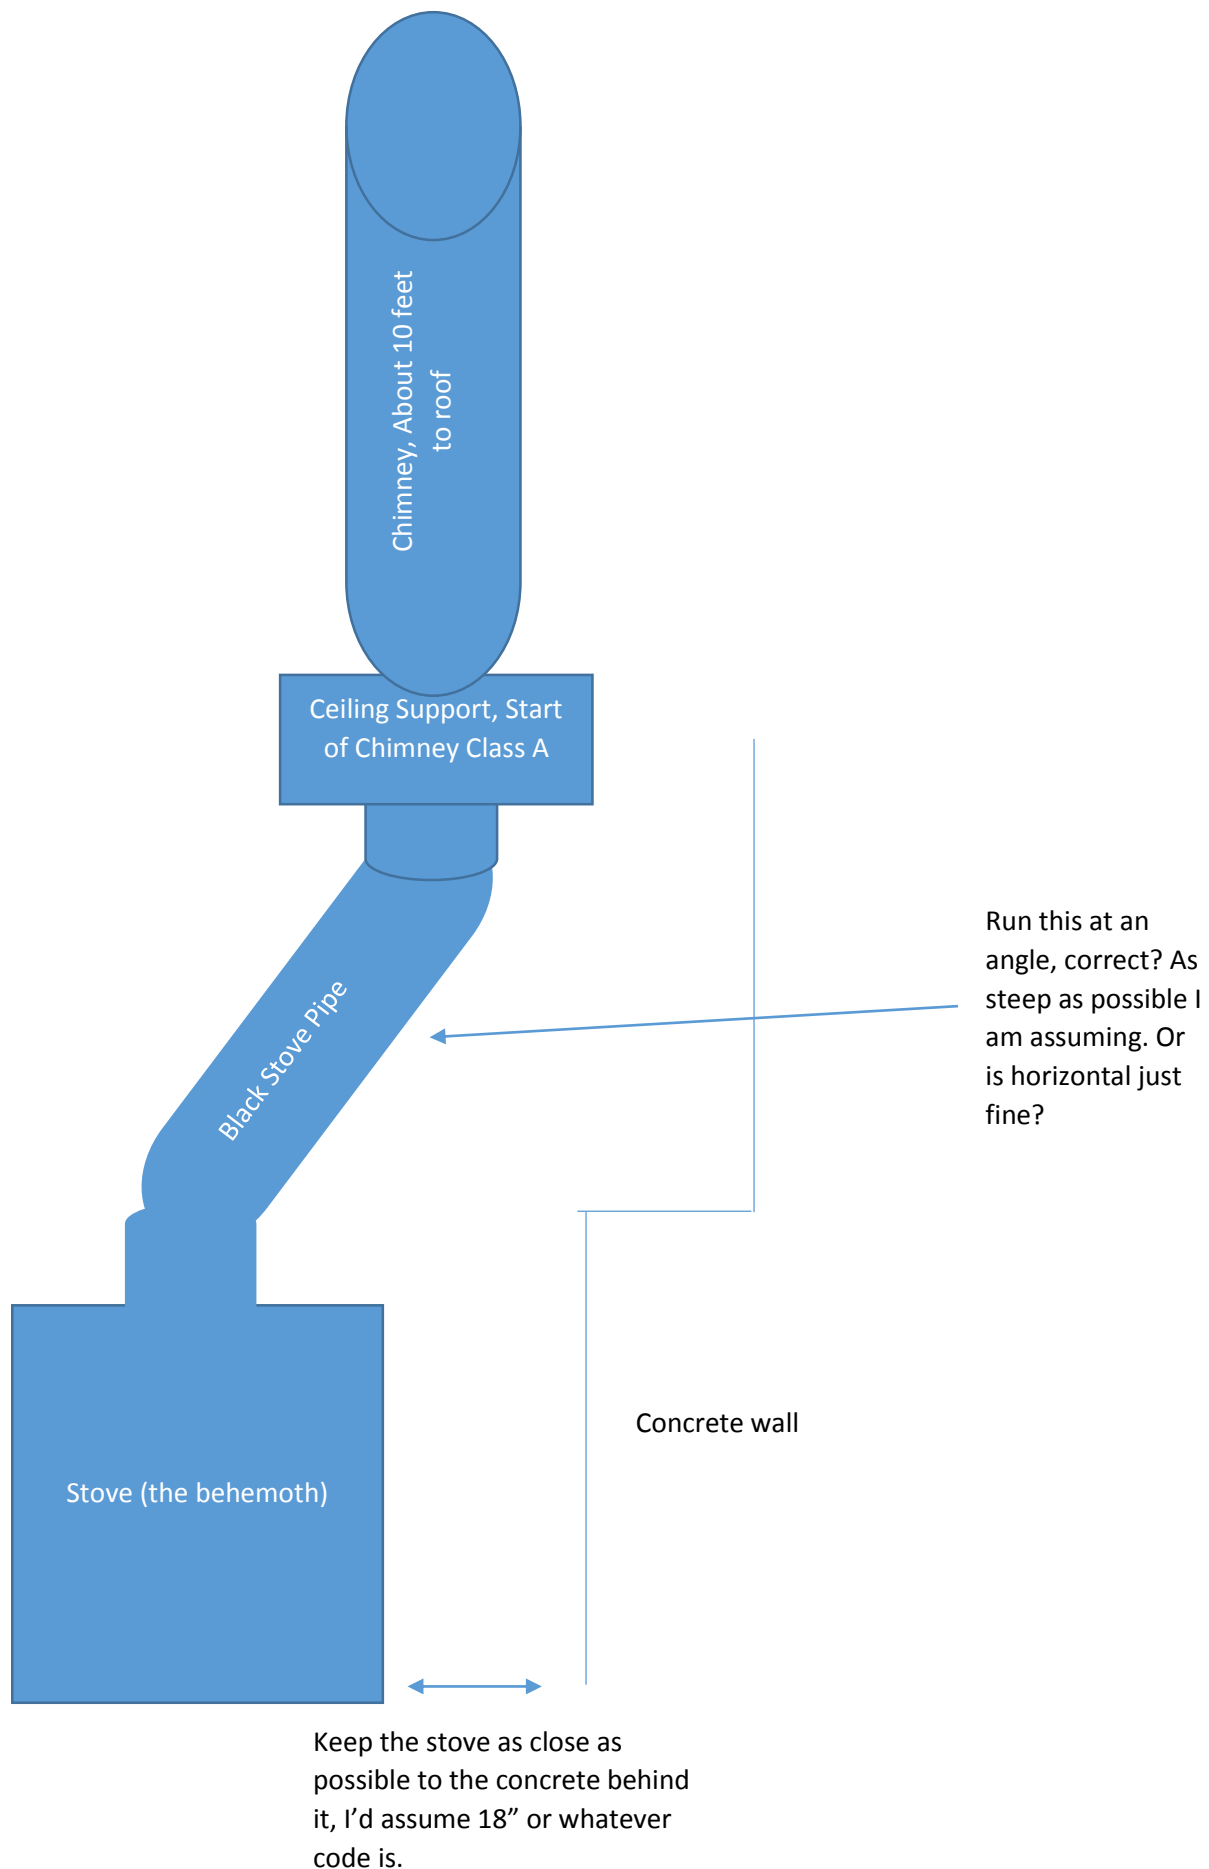 Chimney, About 10 feet
to roof
Ceiling Support, Start
of Chimney Class A
Run this at an
angle, correct? As
steep as possible I
am assuming. Or
is horizontal just
fine?
Black Stove Pipe
Concrete wall
Stove (the behemoth)
Keep the stove as close as
possible to the concrete behind
it, I’d assume 18” or whatever
code is.